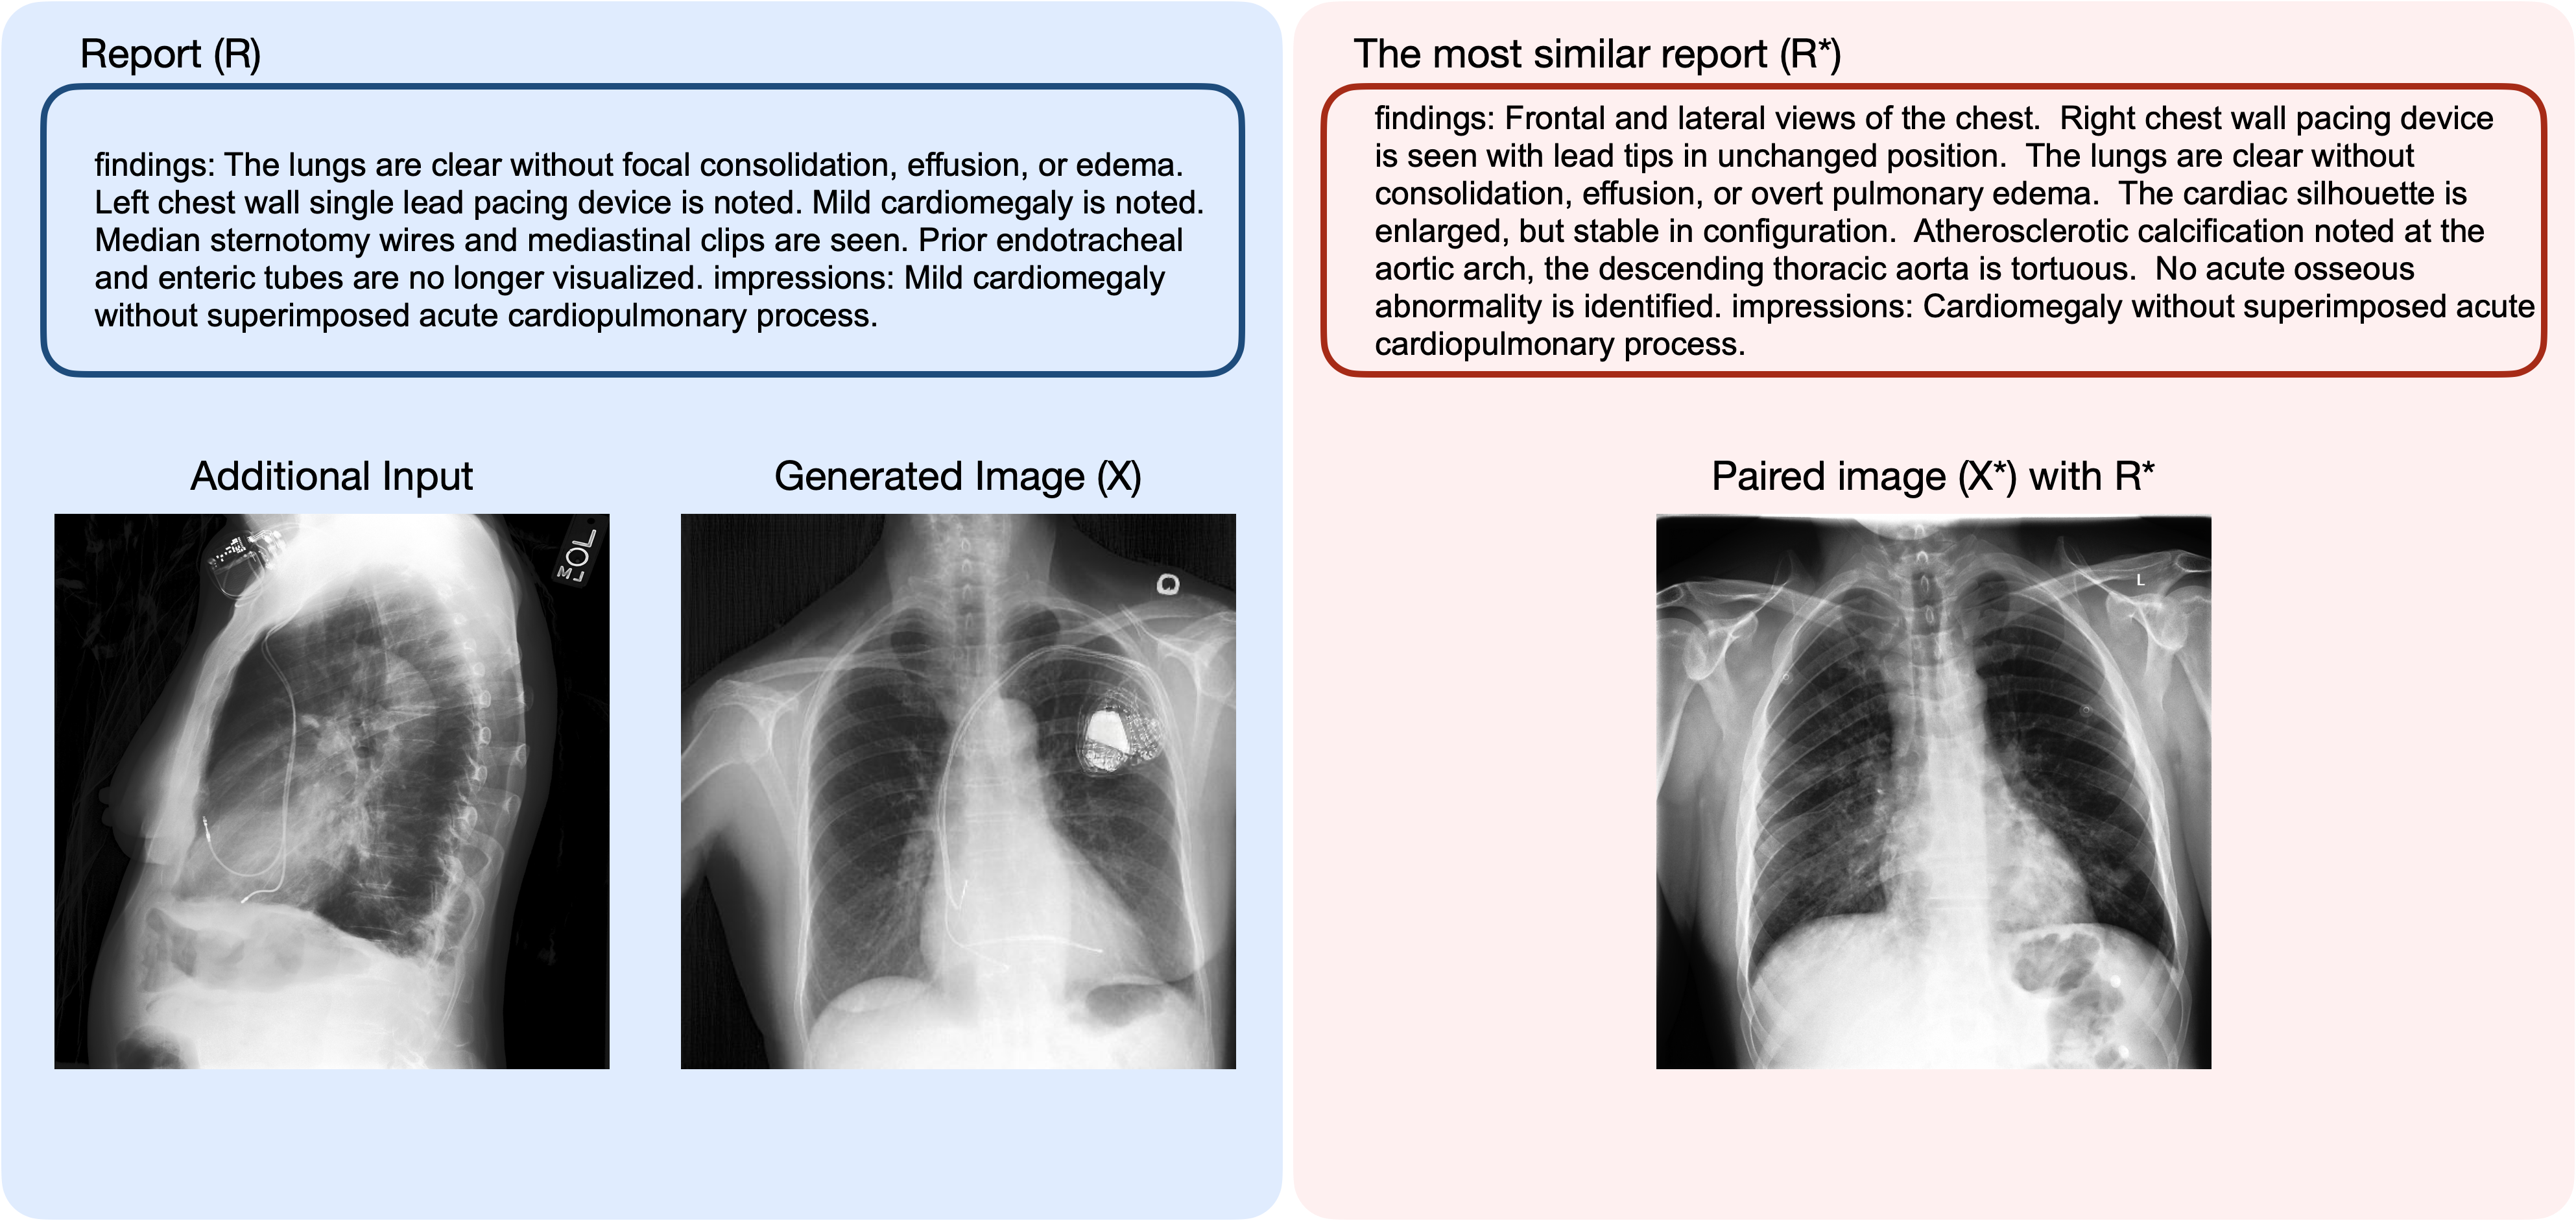 Report (R)
findings: The lungs are clear without focal consolidation, effusion, or edema.
Left chest wall single lead pacing device is noted. Mild cardiomegaly is noted.
Median sternotomy wires and mediastinal clips are seen. Prior endotracheal
and enteric tubes are no longer visualized. impressions: Mild cardiomegaly
without superimposed acute cardiopulmonary process.
Additional Input
Generated Image (X)
The most similar report (R*)
findings: Frontal and lateral views of the chest.  Right chest wall pacing device
is seen with lead tips in unchanged position.  The lungs are clear without
consolidation, effusion, or overt pulmonary edema.  The cardiac silhouette is
enlarged, but stable in configuration.  Atherosclerotic calcification noted at the
aortic arch, the descending thoracic aorta is tortuous.  No acute osseous
abnormality is identified. impressions: Cardiomegaly without superimposed acute
cardiopulmonary process.
Paired image (X*) with R*
L